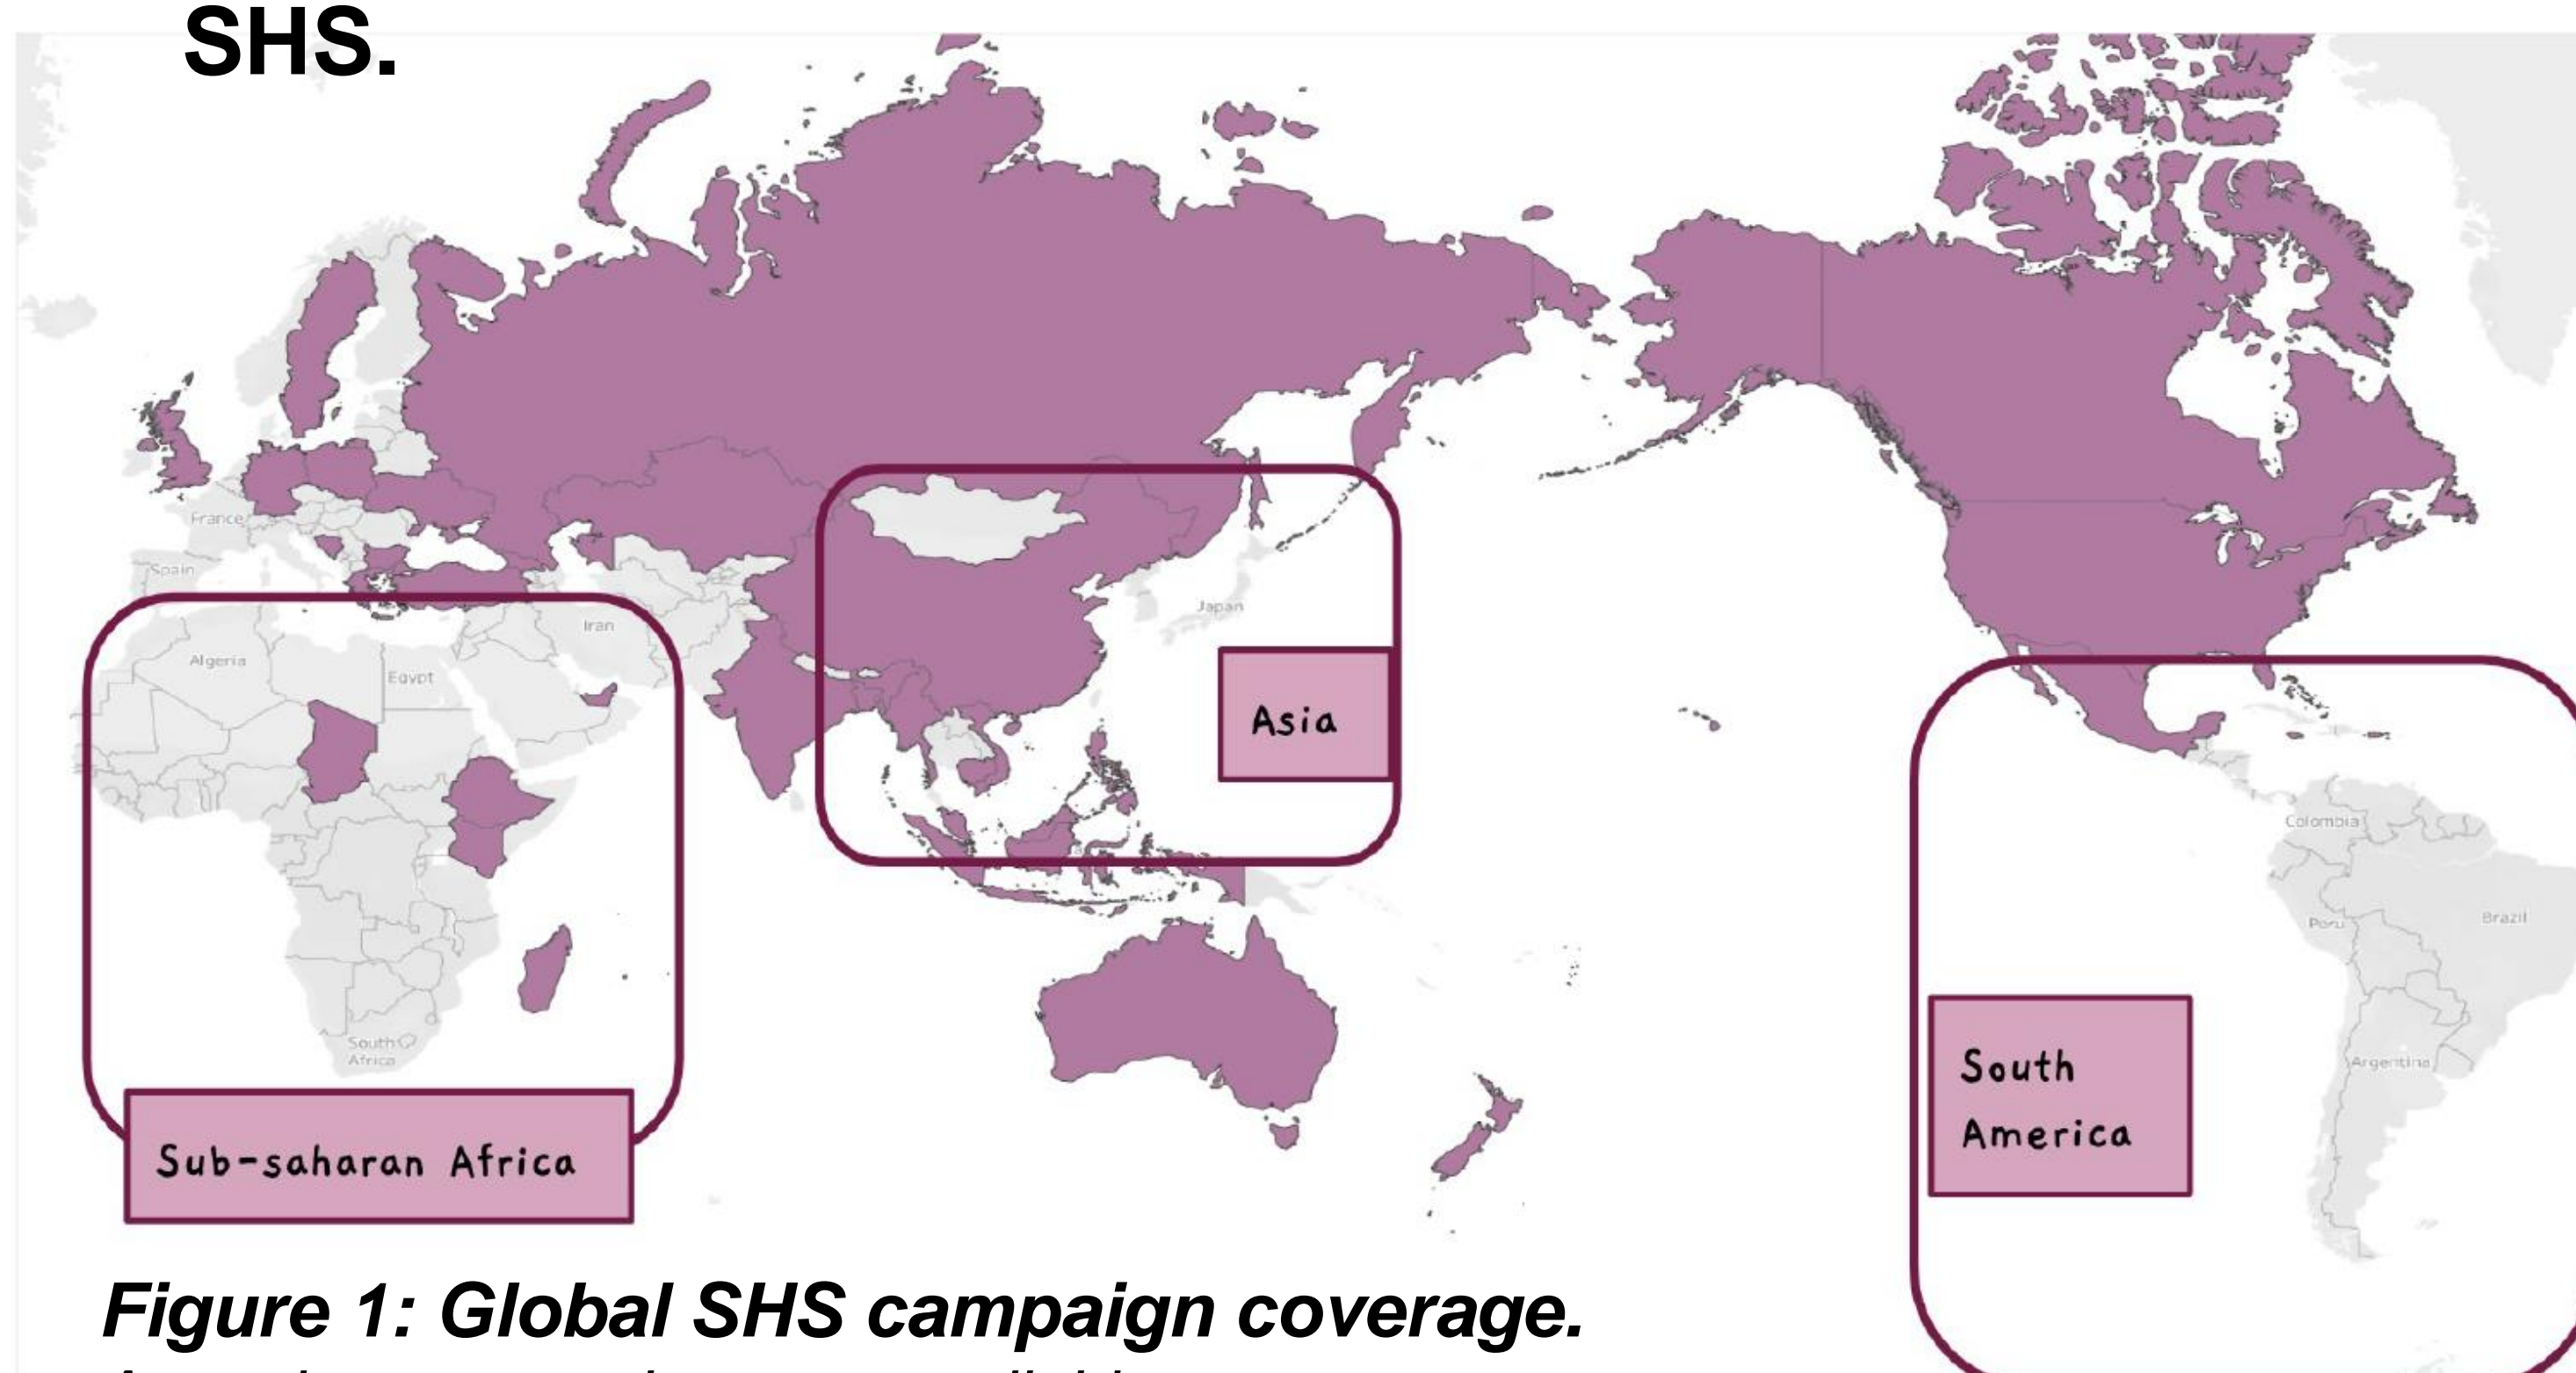 SHS.
France
Spain
Japan
Iran
Algeria
Egypt
Asia
Colombia
Peru
Brazil
South
Africa
South
America
Argentina
Sub-saharan Africa
Figure 1: Global SHS campaign coverage.